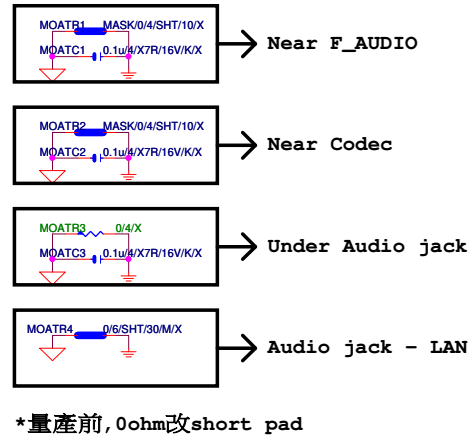 MOATR1 MASK/0/4/SHT/10/X
MOATC1 0.1u/4/X7R/16V/K/X
Near F_AUDIO
MOATR2 MASK/0/4/SHT/10/X
MOATC2 0.1u/4/X7R/16V/K/X
Near Codec
MOATR3 0/4/X
MOATC3 0.1u/4/X7R/16V/K/X
Under Audio jack
MOATR4 0/6/SHT/30/M/X
Audio jack - LAN
*量產前,0ohm改short pad